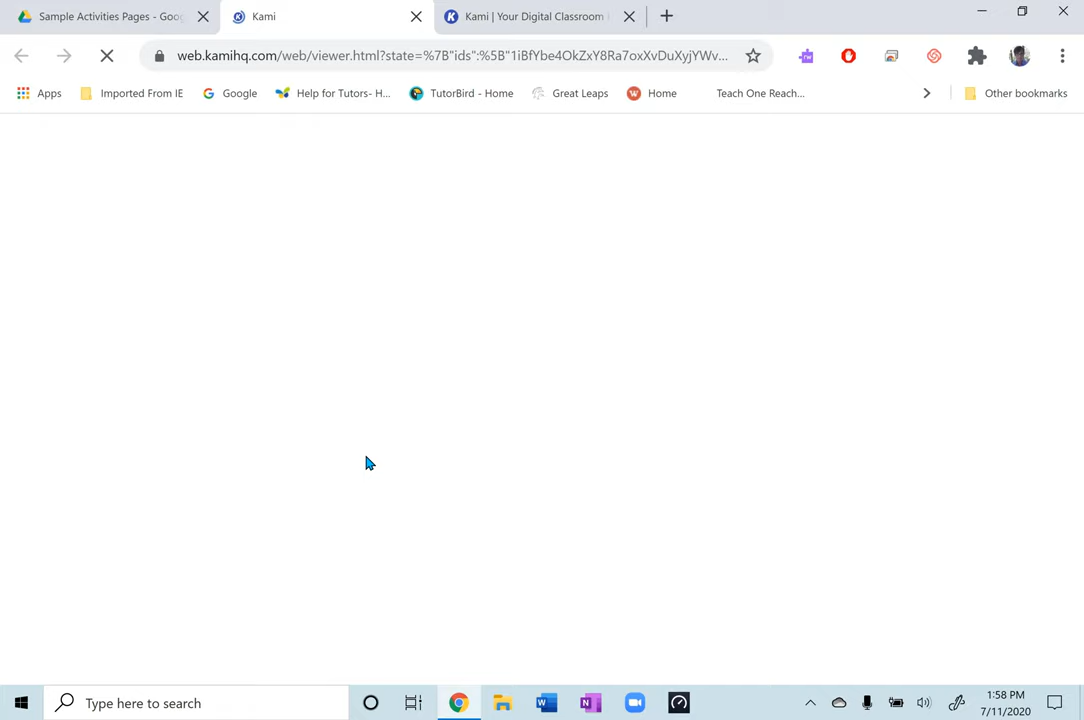 Sample Activities Pages - Goog
Kami
Kami | Your Digital Classroom
web.kamihq.com/web/viewer.html?state=%7B"ids":%5B"1iBfYbe4OkZxY8Ra7oxXvDuXyjYWv...
Apps
Imported From IE
Google
Help for Tutors- H...
TutorBird - Home
Great Leaps
Home
Teach One Reach...
Other bookmarks
Type here to search
1:58 PM
7/11/2020